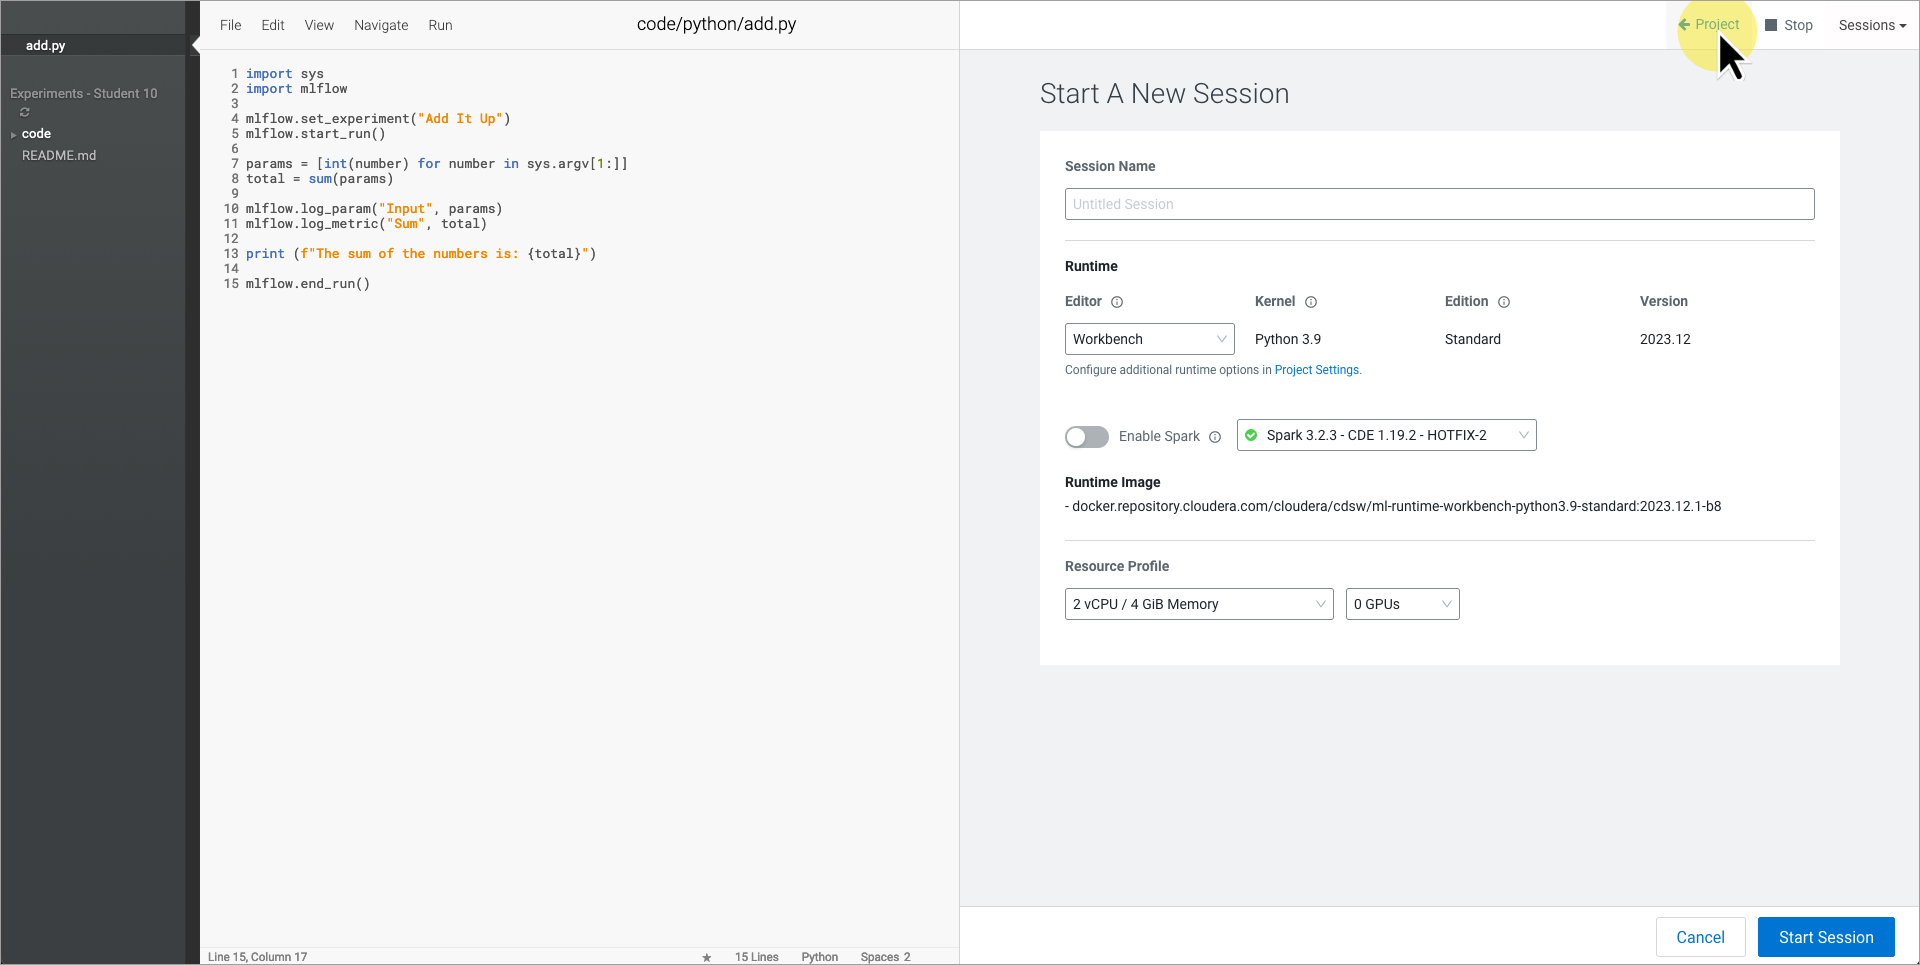 add.py
Experiments - Student 10
code
README.md
File Edit View Navigate Run
code/python/add.py
1 import sys
2 import mlflow
3
4 mlflow.set_experiment("Add It Up")
5 mlflow.start_run()
6
7 params = [int(number) for number in sys.argv[1:]]
8 total = sum(params)
9
10 mlflow.log_param("Input", params)
11 mlflow.log_metric("Sum", total)
12
13 print (f"The sum of the numbers is: {total}")
14
15 mlflow.end_run()
Line 15, Column 17
15 Lines Python Spaces 2
Project Stop Sessions
Start A New Session
Session Name
Untitled Session
Runtime
Editor Kernel Edition Version
Workbench Python 3.9 Standard 2023.12
Configure additional runtime options in Project Settings.
Enable Spark Spark 3.2.3 - CDE 1.19.2 - HOTFIX-2
Runtime Image
- docker.repository.cloudera.com/cloudera/cdsw/ml-runtime-workbench-python3.9-standard:2023.12.1-b8
Resource Profile
2 vCPU / 4 GiB Memory 0 GPUs
Cancel Start Session